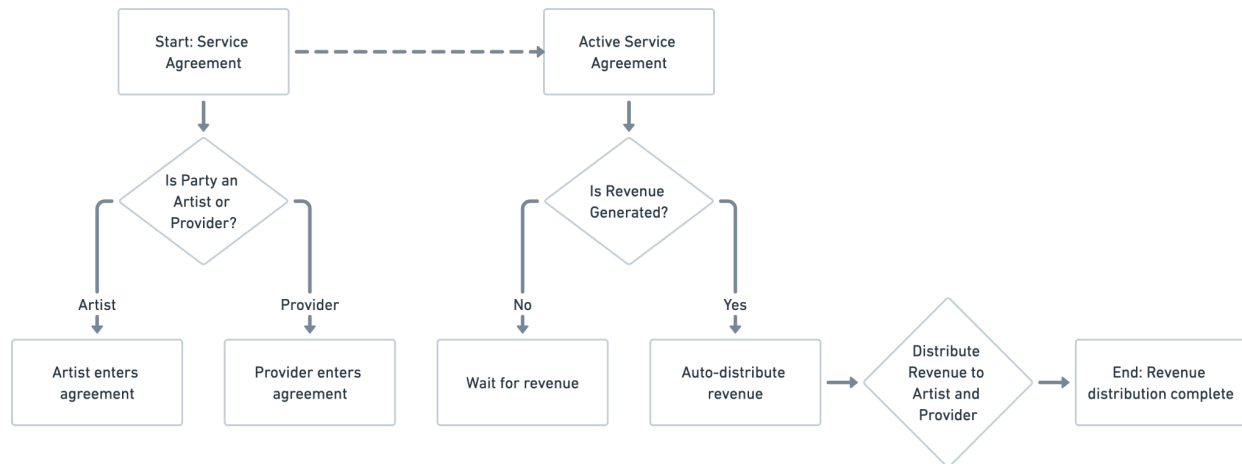 Start: Service
Agreement
Active Service
Agreement
Is Party an
Artist or
Provider?
Is Revenue
Generated?
Artist
Provider
No
Yes
Artist enters
agreement
Provider enters
agreement
Wait for revenue
Auto-distribute
revenue
Distribute
Revenue to
Artist and
Provider
End: Revenue
distribution complete